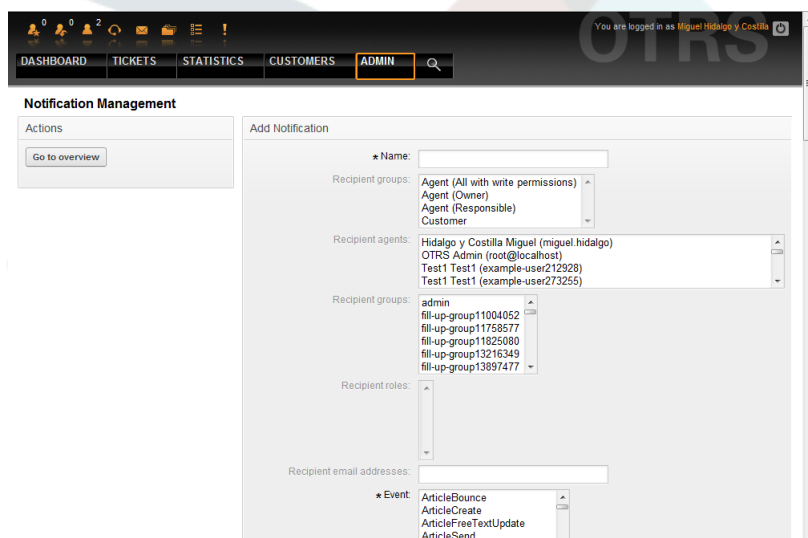 0 0 2
You are logged in as Miguel Hidalgo y Costilla
OTRS
DASHBOARD TICKETS STATISTICS CUSTOMERS ADMIN
Notification Management
Actions
Go to overview
Add Notification
★ Name:
Recipient groups:
Agent (All with write permissions)
Agent (Owner)
Agent (Responsible)
Customer
Recipient agents:
Hidalgo y Costilla Miguel (miguel.hidalgo)
OTRS Admin (root@localhost)
Test1 Test1 (example-user212928)
Test1 Test1 (example-user273255)
Recipient groups:
admin
fill-up-group11004052
fill-up-group11758577
fill-up-group11825080
fill-up-group13216349
fill-up-group13897477
Recipient roles:
Recipient email addresses:
★ Event:
ArticleBounce
ArticleCreate
ArticleFreeTextUpdate
ArticleSend